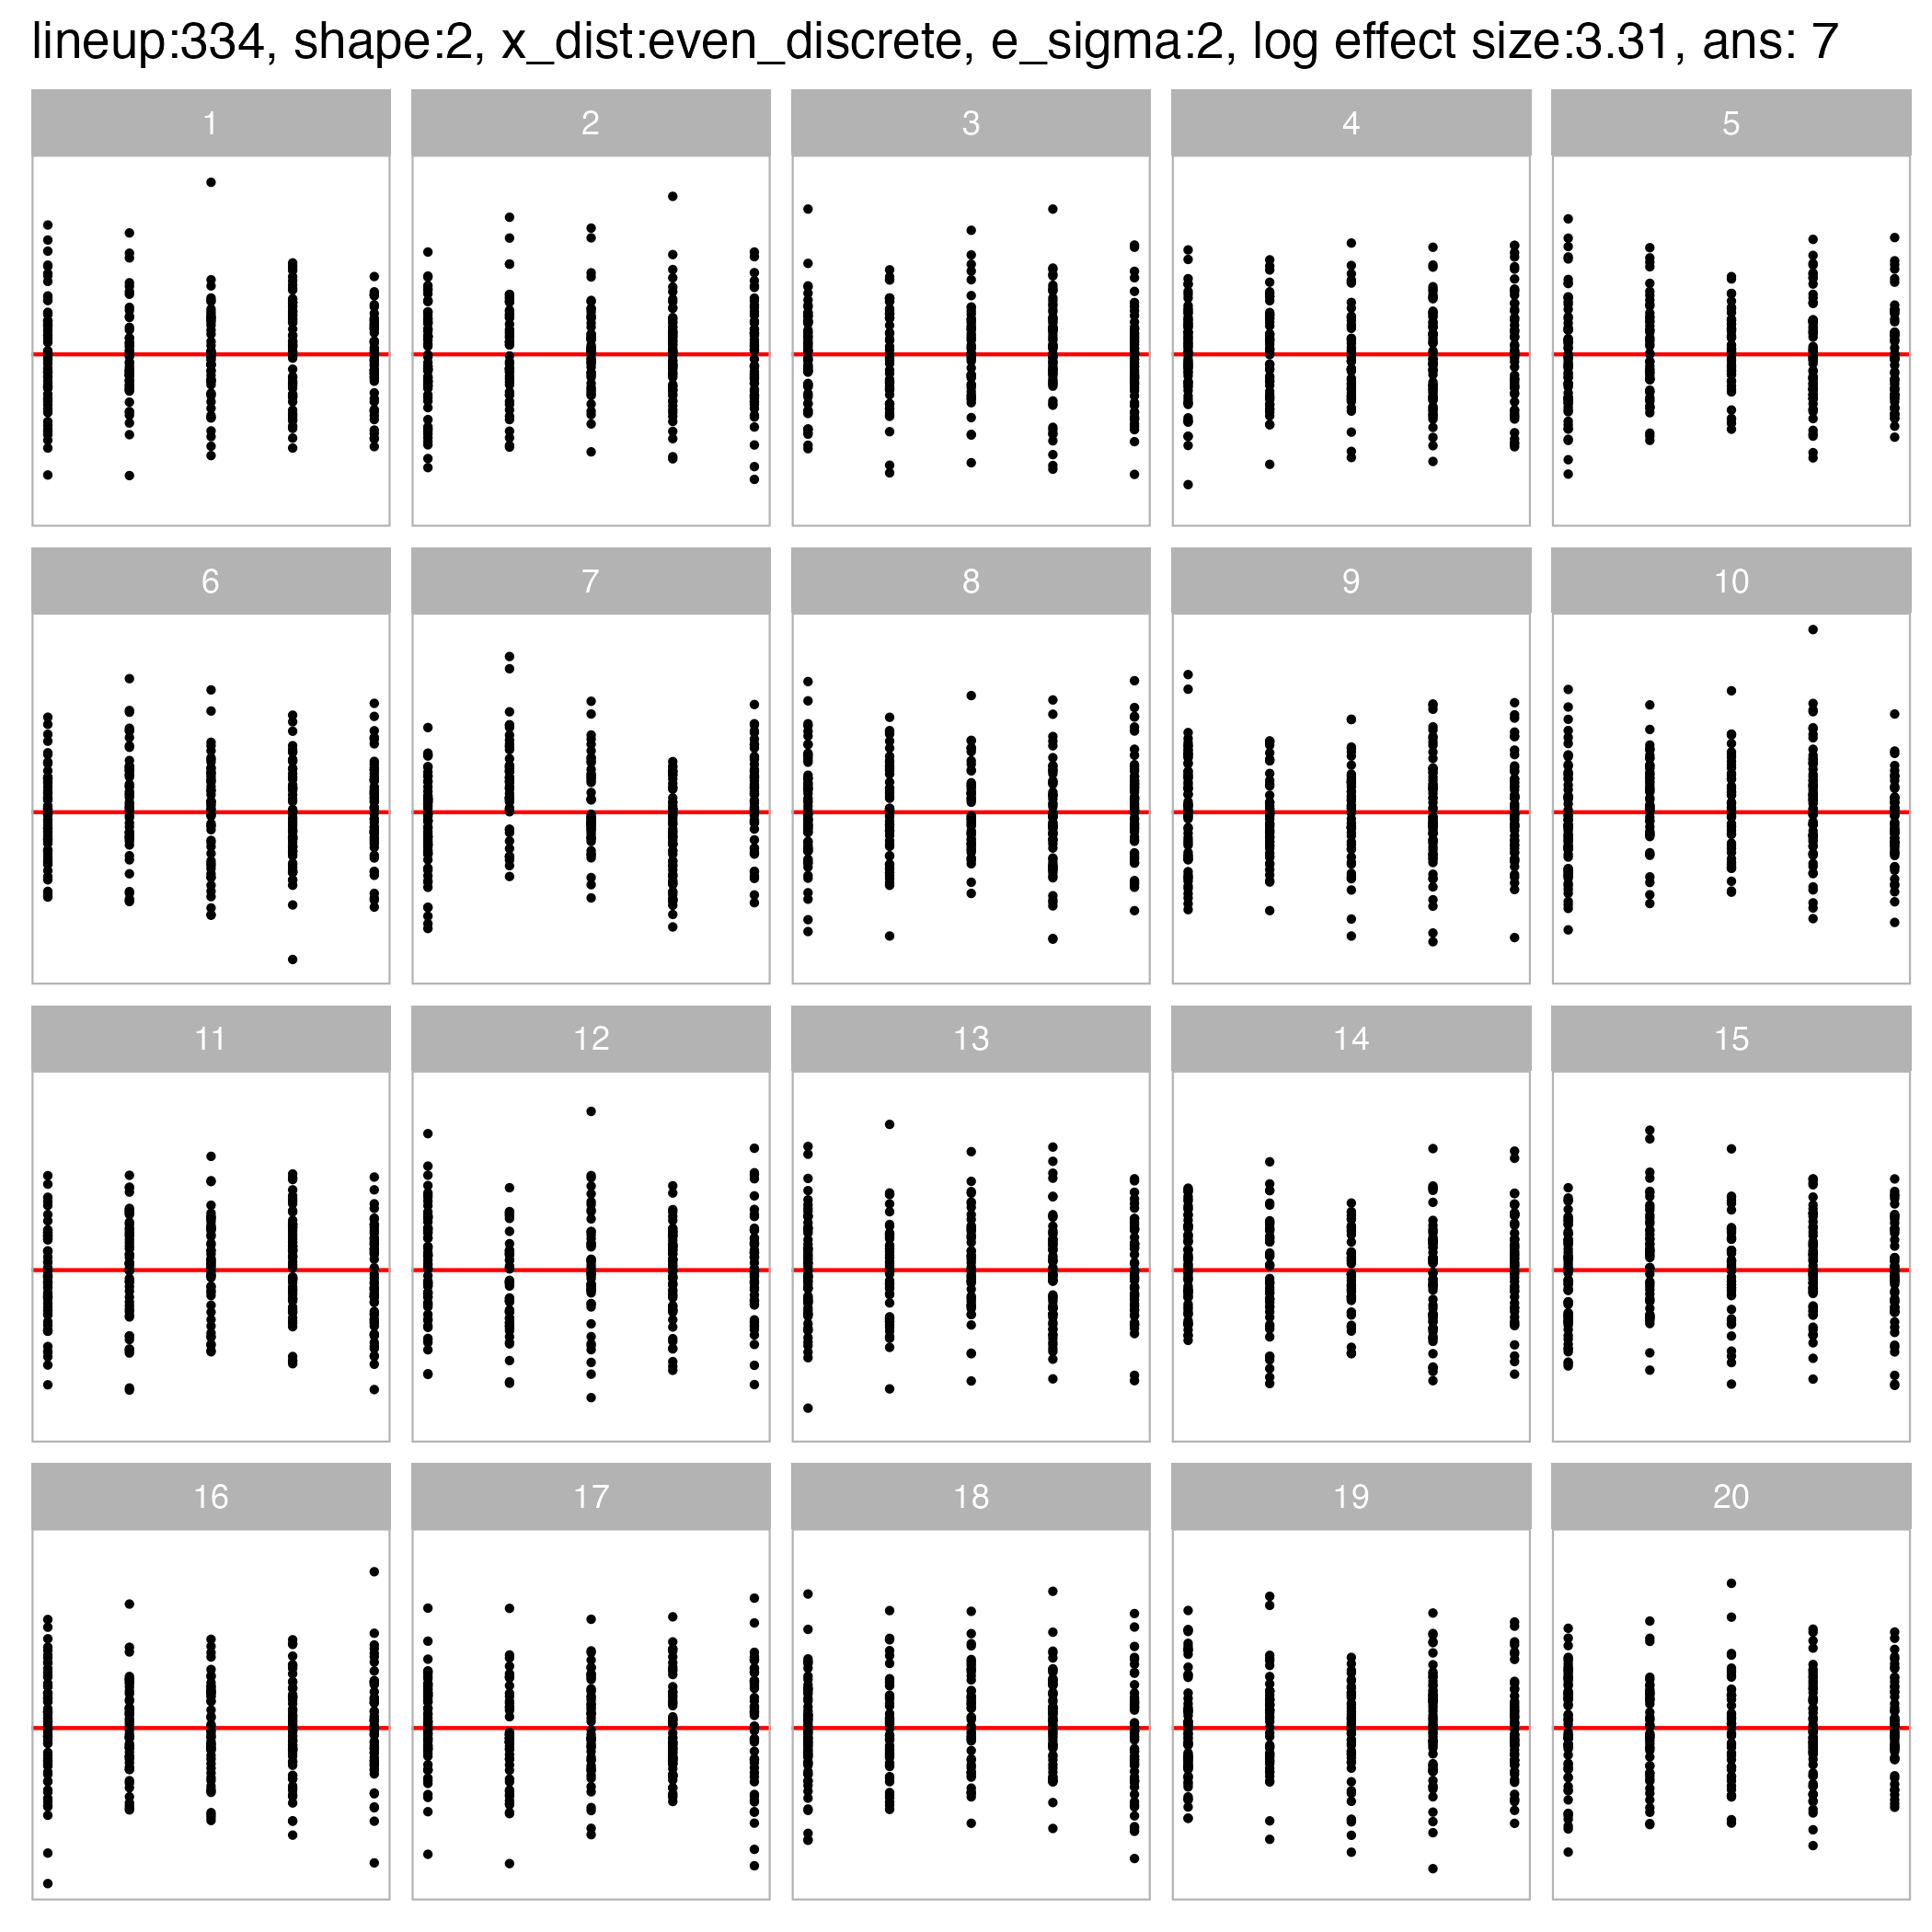 lineup:334, shape:2, x_dist:even_discrete, e_sigma:2, log effect size:3.31, ans: 7
1 2 3 4 5
6 7 8 9 10
11 12 13 14 15
16 17 18 19 20